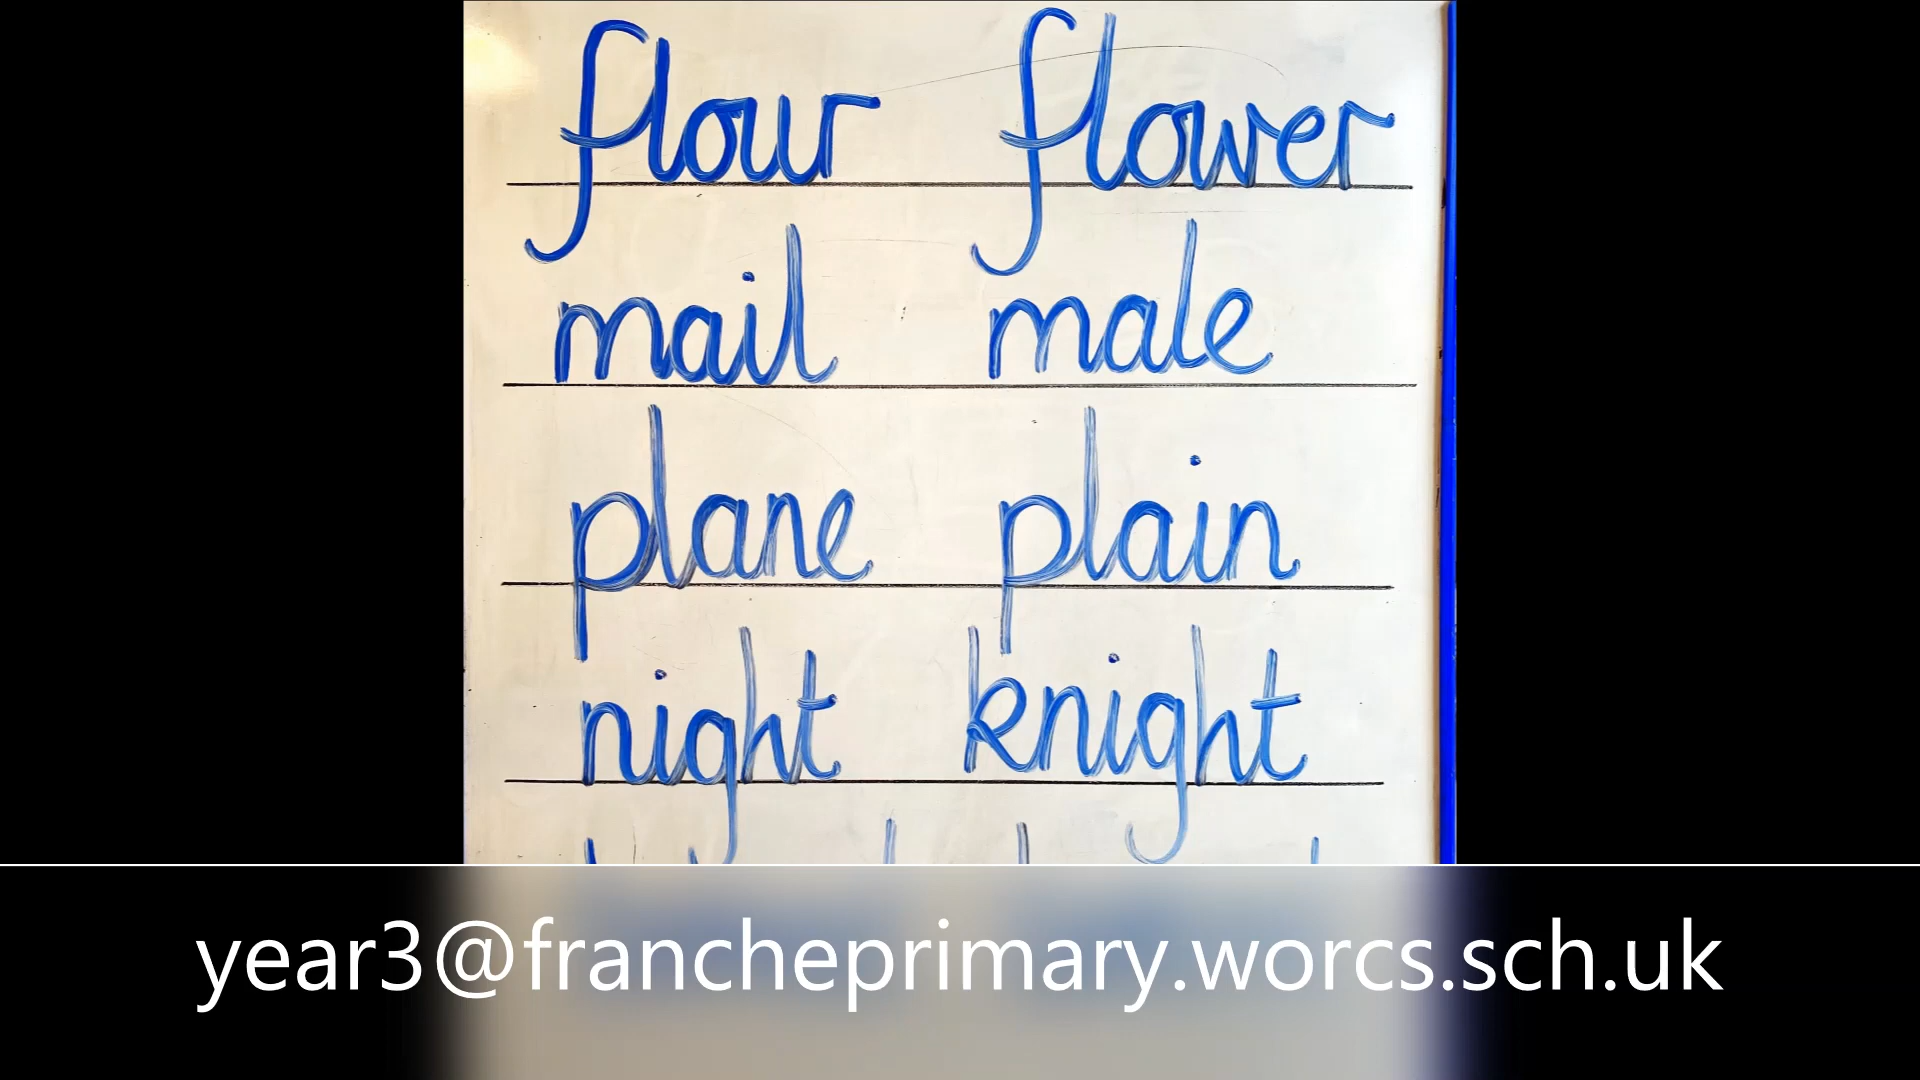 flour flower
mail male
plane plain
night knight
year3@francheprimary.worcs.sch.uk